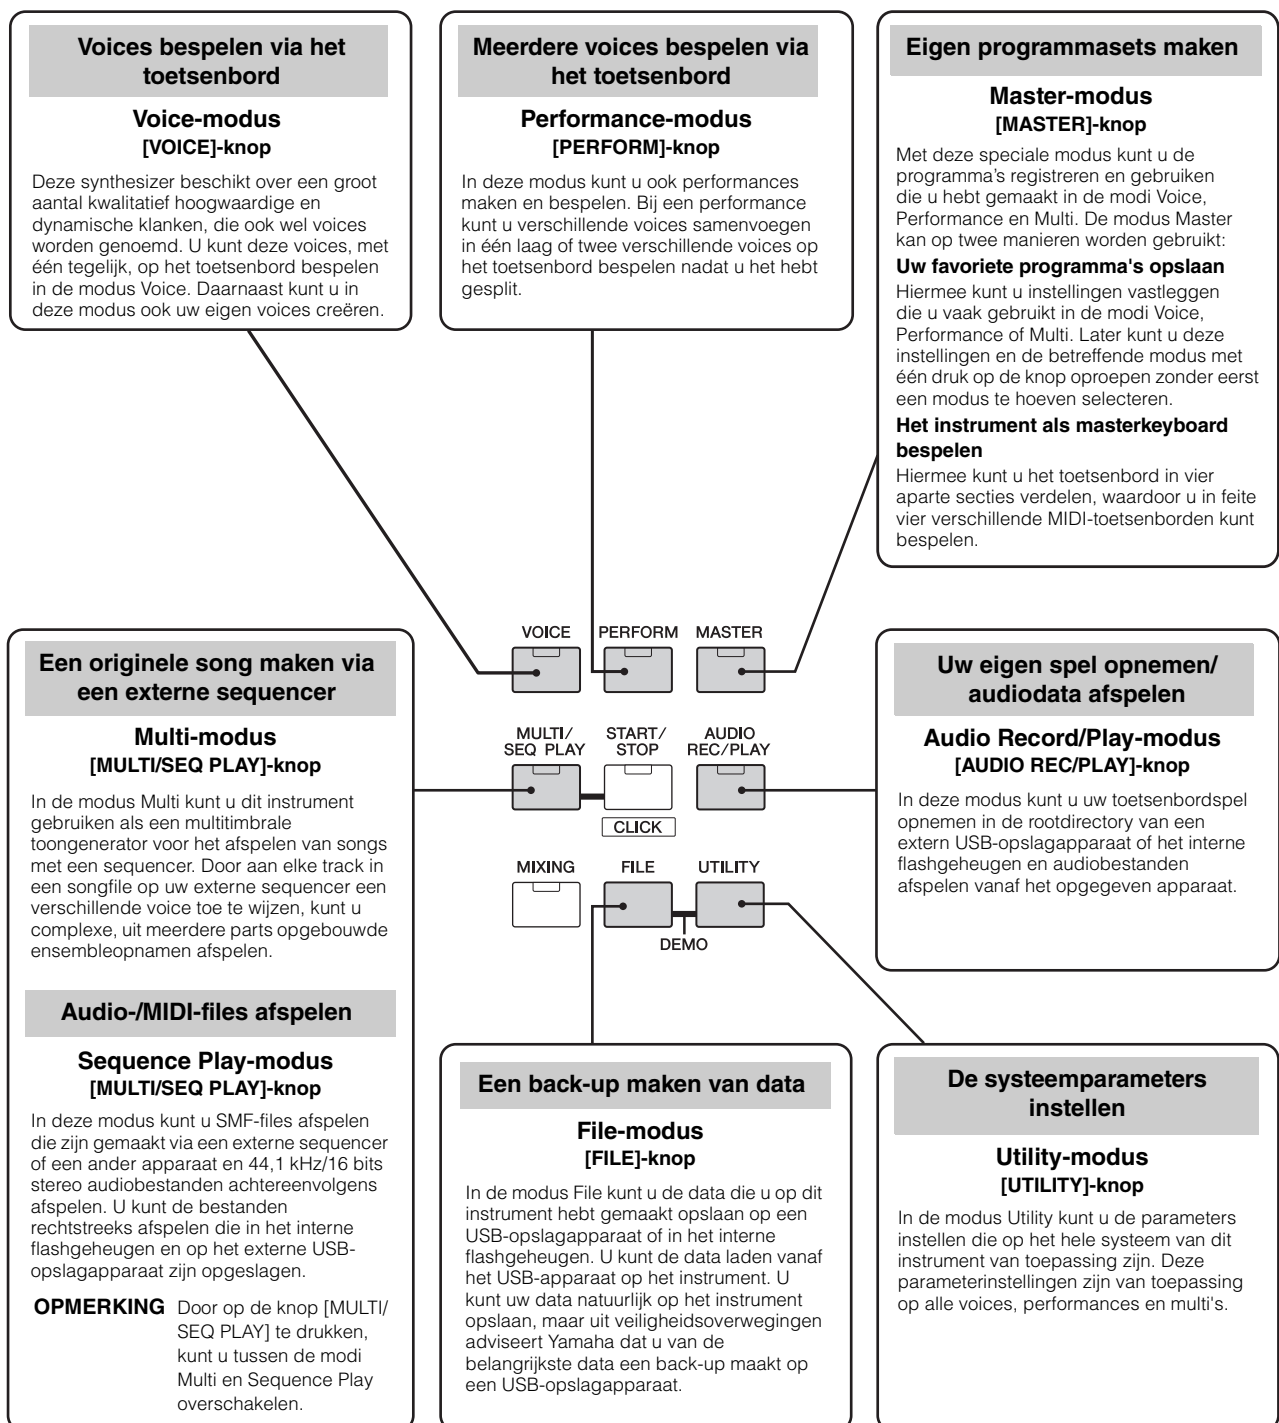 Voices bespelen via het
toetsenbord
Voice-modus
[VOICE]-knop
Deze synthesizer beschikt over een groot
aantal kwalitatief hoogwaardige en
dynamische klanken, die ook wel voices
worden genoemd. U kunt deze voices, met
één tegelijk, op het toetsenbord bespelen
in de modus Voice. Daarnaast kunt u in
deze modus ook uw eigen voices creëren.
Meerdere voices bespelen via
het toetsenbord
Performance-modus
[PERFORM]-knop
In deze modus kunt u ook performances
maken en bespelen. Bij een performance
kunt u verschillende voices samenvoegen
in één laag of twee verschillende voices op
het toetsenbord bespelen nadat u het hebt
gesplit.
Eigen programmasets maken
Master-modus
[MASTER]-knop
Met deze speciale modus kunt u de
programma's registreren en gebruiken
die u hebt gemaakt in de modi Voice,
Performance en Multi. De modus Master
kan op twee manieren worden gebruikt:
Uw favoriete programma's opslaan
Hiermee kunt u instellingen vastleggen
die u vaak gebruikt in de modi Voice,
Performance of Multi. Later kunt u deze
instellingen en de betreffende modus met
één druk op de knop oproepen zonder eerst
een modus te hoeven selecteren.
Het instrument als masterkeyboard
bespelen
Hiermee kunt u het toetsenbord in vier
aparte secties verdelen, waardoor u in feite
vier verschillende MIDI-toetsenborden kunt
bespelen.
VOICE PERFORM MASTER
MULTI/ START/ AUDIO
SEQ PLAY STOP REC/PLAY
CLICK
MIXING FILE UTILITY
DEMO
Een originele song maken via
een externe sequencer
Multi-modus
[MULTI/SEQ PLAY]-knop
In de modus Multi kunt u dit instrument
gebruiken als een multitimbrale
toongenerator voor het afspelen van songs
met een sequencer. Door aan elke track in
een songfile op uw externe sequencer een
verschillende voice toe te wijzen, kunt u
complexe, uit meerdere parts opgebouwde
ensembleopnamen afspelen.
Audio-/MIDI-files afspelen
Sequence Play-modus
[MULTI/SEQ PLAY]-knop
In deze modus kunt u SMF-files afspelen
die zijn gemaakt via een externe sequencer
of een ander apparaat en 44,1 kHz/16 bits
stereo audiobestanden achtereenvolgens
afspelen. U kunt de bestanden
rechtstreeks afspelen die in het interne
flashgeheugen en op het externe USB-
opslagapparaat zijn opgeslagen.
OPMERKING Door op de knop [MULTI/
SEQ PLAY] te drukken,
kunt u tussen de modi
Multi en Sequence Play
overschakelen.
Uw eigen spel opnemen/
audiodata afspelen
Audio Record/Play-modus
[AUDIO REC/PLAY]-knop
In deze modus kunt u uw toetsenbordspel
opnemen in de rootdirectory van een
extern USB-opslagapparaat of het interne
flashgeheugen en audiobestanden
afspelen vanaf het opgegeven apparaat.
Een back-up maken van data
File-modus
[FILE]-knop
In de modus File kunt u de data die u op dit
instrument hebt gemaakt opslaan op een
USB-opslagapparaat of in het interne
flashgeheugen. U kunt de data laden vanaf
het USB-apparaat op het instrument. U
kunt uw data natuurlijk op het instrument
opslaan, maar uit veiligheidsoverwegingen
adviseert Yamaha dat u van de
belangrijkste data een back-up maakt op
een USB-opslagapparaat.
De systeemparameters
instellen
Utility-modus
[UTILITY]-knop
In de modus Utility kunt u de parameters
instellen die op het hele systeem van dit
instrument van toepassing zijn. Deze
parameterinstellingen zijn van toepassing
op alle voices, performances en multi's.